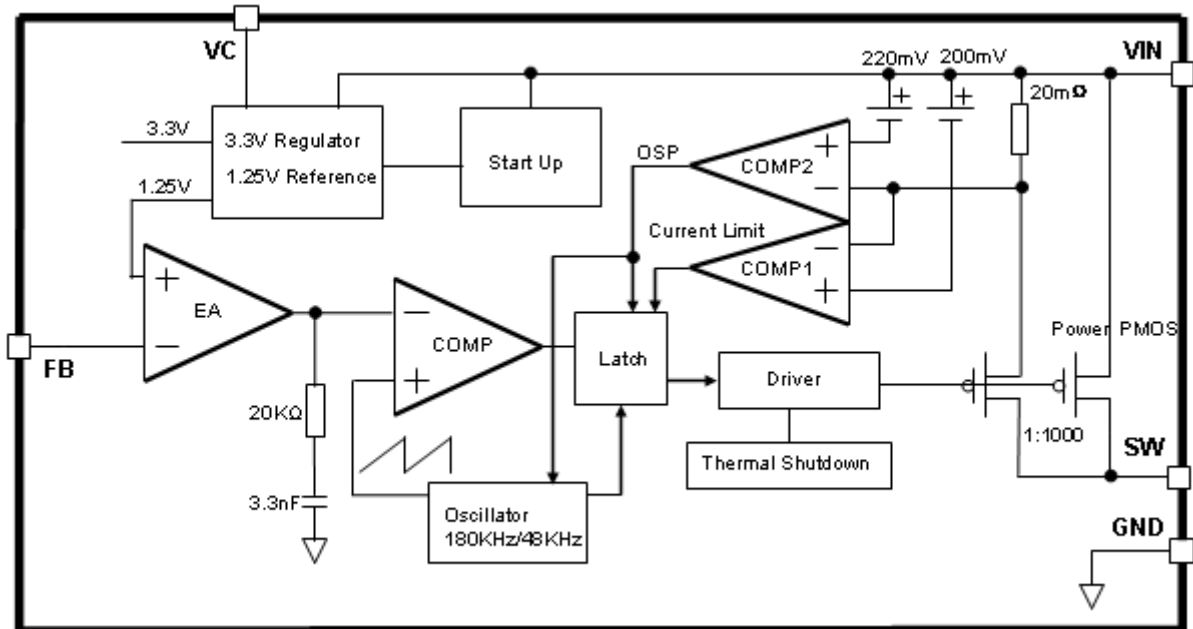 VC
220mV
200mV
VIN
20mΩ
3.3V
3.3V Regulator
1.25V Reference
1.25V
Start Up
OSP
COMP2
Current Limit
COMP1
EA
COMP
Latch
Driver
Power PMOS
FB
20KΩ
1:1000
Thermal Shutdown
SW
3.3nF
Oscillator
180KHz/48KHz
GND